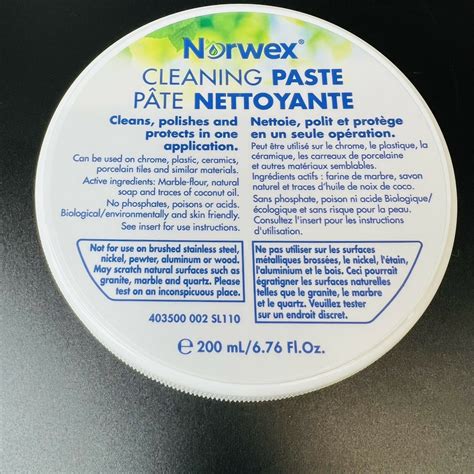 Norwex®
CLEANING PASTE
PÂTE NETTOYANTE
Cleans, polishes and
protects in one
application.
Can be used on chrome, plastic, ceramics,
porcelain tiles and similar materials.
Active ingredients: Marble-flour, natural
soap and traces of coconut oil.
No phosphates, poisons or acids.
Biological/environmentally and skin friendly.
See insert for use instructions.
Not for use on brushed stainless steel,
nickel, pewter, aluminum or wood.
May scratch natural surfaces such as
granite, marble and quartz. Please
test on an inconspicuous place.
Nettoie, polit et protège
en un seule opération.
Peut être utilisé sur le chrome, le plastique, la
céramique, les carreaux de porcelaine
et autres matériaux semblables.
Ingrédients actifs : farine de marbre, savon
naturel et traces d'huile de noix de coco.
Sans phosphate, poison ni acide Biologique/
écologique et sans risque pour la peau.
Consultez l'insert pour les instructions
d'utilisation.
Ne pas utiliser sur les surfaces
métalliques brossées, le nickel, l'étain,
l'aluminium et le bois. Ceci pourrait
égratigner les surfaces naturelles
telles que le granite, le marbre
et le quartz. Veuillez tester
sur un endroit discret.
403500 002 SL110
e 200 mL/6.76 Fl.Oz.